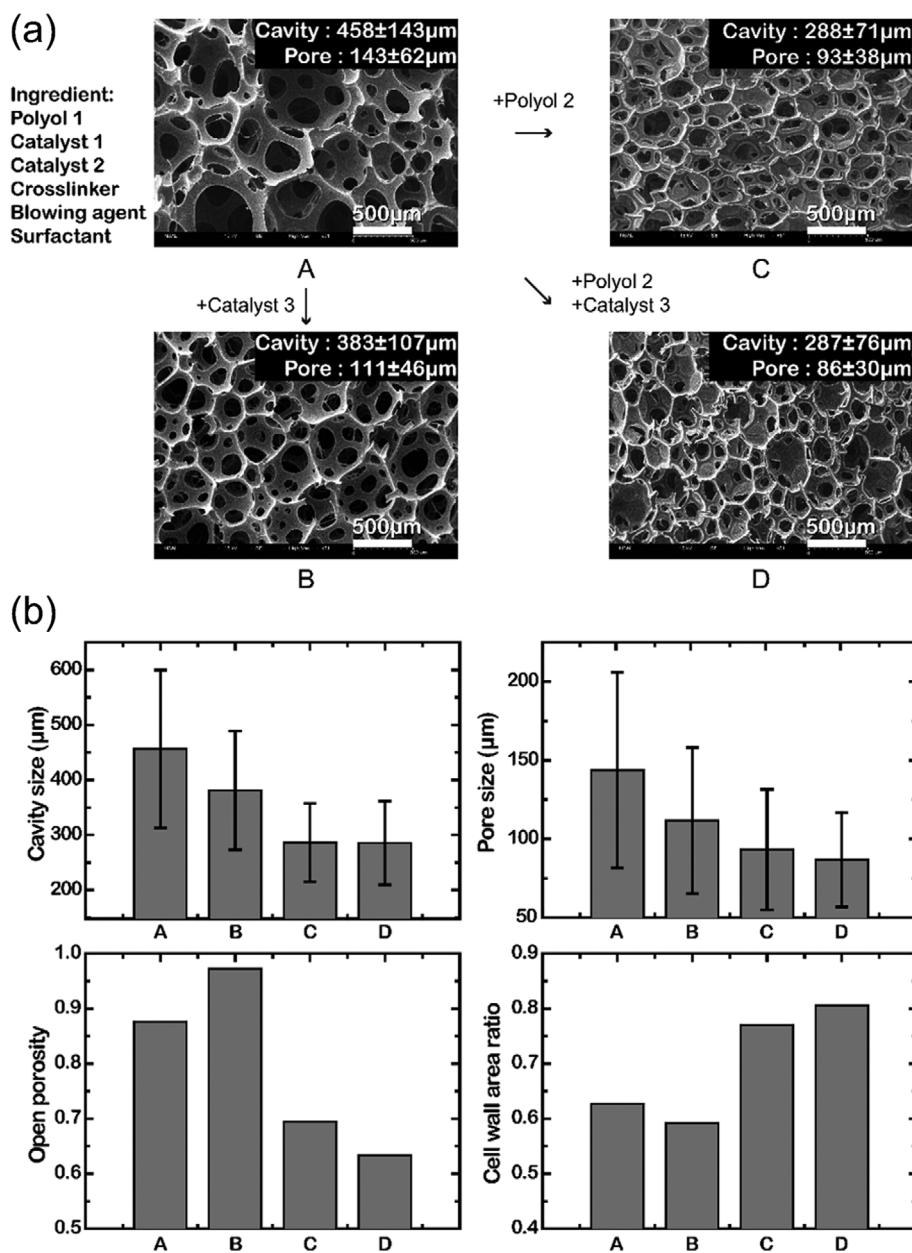 (a)
Ingredient:
Polyol 1
Catalyst 1
Catalyst 2
Crosslinker
Blowing agent
Surfactant
Cavity : 458±143μm
Pore : 143±62μm
500μm
A
+Polyol 2
Cavity : 288±71μm
Pore : 93±38μm
500μm
C
+Catalyst 3
+Polyol 2
+Catalyst 3
Cavity : 383±107μm
Pore : 111±46μm
500μm
B
Cavity : 287±76μm
Pore : 86±30μm
500μm
D
(b)
Cavity size (μm)
600
500
400
300
200
A B C D
Pore size (μm)
200
150
100
50
A B C D
Open porosity
1.0
0.9
0.8
0.7
0.6
0.5
A B C D
Cell wall area ratio
0.9
0.8
0.7
0.6
0.5
0.4
A B C D